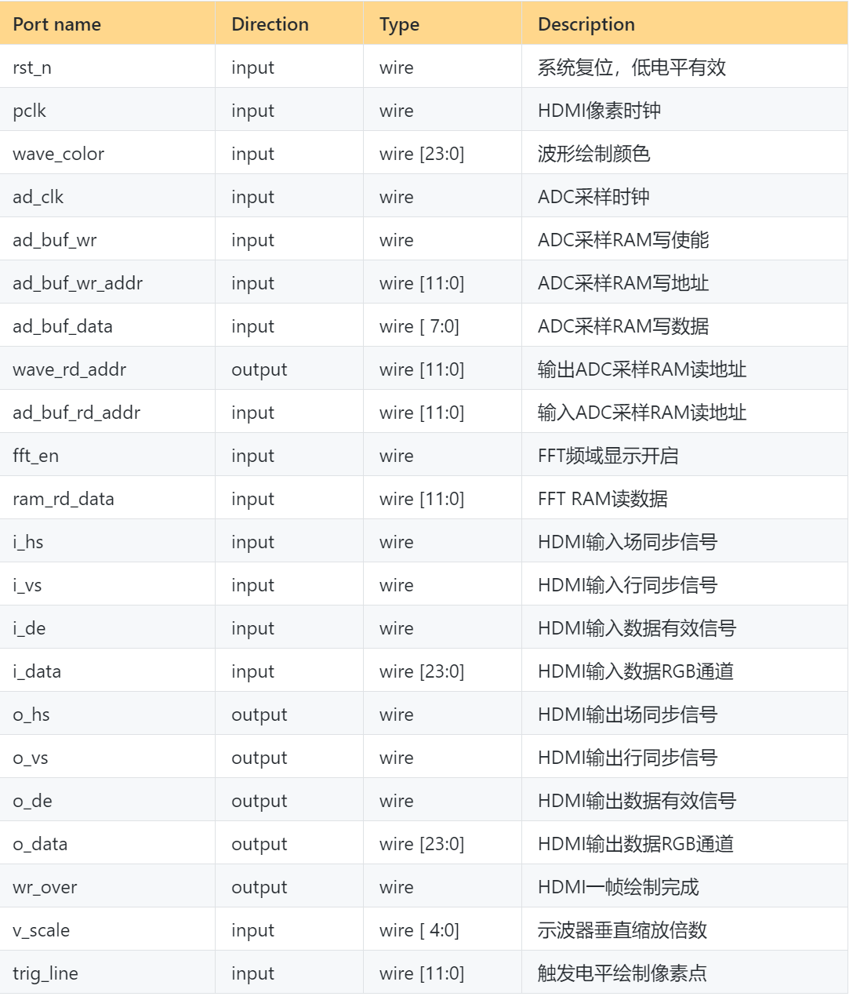 Port name Direction Type Description
rst_n input wire 系统复位，低电平有效
pclk input wire HDMI像素时钟
wave_color input wire [23:0] 波形绘制颜色
ad_clk input wire ADC采样时钟
ad_buf_wr input wire ADC采样RAM写使能
ad_buf_wr_addr input wire [11:0] ADC采样RAM写地址
ad_buf_data input wire [ 7:0] ADC采样RAM写数据
wave_rd_addr output wire [11:0] 输出ADC采样RAM读地址
ad_buf_rd_addr input wire [11:0] 输入ADC采样RAM读地址
fft_en input wire FFT频域显示开启
ram_rd_data input wire [11:0] FFT RAM读数据
i_hs input wire HDMI输入场同步信号
i_vs input wire HDMI输入行同步信号
i_de input wire HDMI输入数据有效信号
i_data input wire [23:0] HDMI输入数据RGB通道
o_hs output wire HDMI输出场同步信号
o_vs output wire HDMI输出行同步信号
o_de output wire HDMI输出数据有效信号
o_data output wire [23:0] HDMI输出数据RGB通道
wr_over output wire HDMI一帧绘制完成
v_scale input wire [ 4:0] 示波器垂直缩放倍数
trig_line input wire [11:0] 触发电平绘制像素点